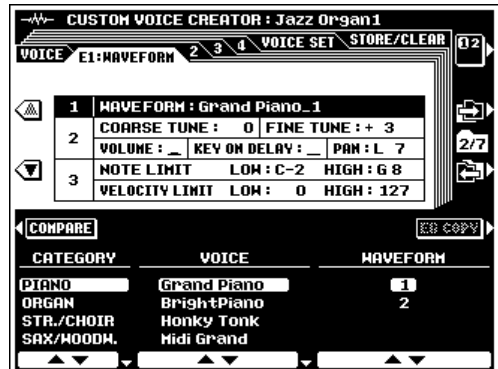 CUSTOM VOICE CREATOR : Jazz Organ1
VOICE E1:WAVEFORM 2 3 4 VOICE SET STORE/CLEAR
1 WAVEFORM : Grand Piano_1
2 COARSE TUNE : 0 FINE TUNE : + 3
VOLUME : _ KEY ON DELAY : _ PAN : L 7
2/7
3 NOTE LIMIT LOW : C-2 HIGH : G 8
VELOCITY LIMIT LOW : 0 HIGH : 127
COMPARE EG COPY
CATEGORY VOICE WAVEFORM
PIANO Grand Piano 1
ORGAN BrightPiano 2
STR./CHOIR Honky Tonk
SAX/WOODW. Midi Grand